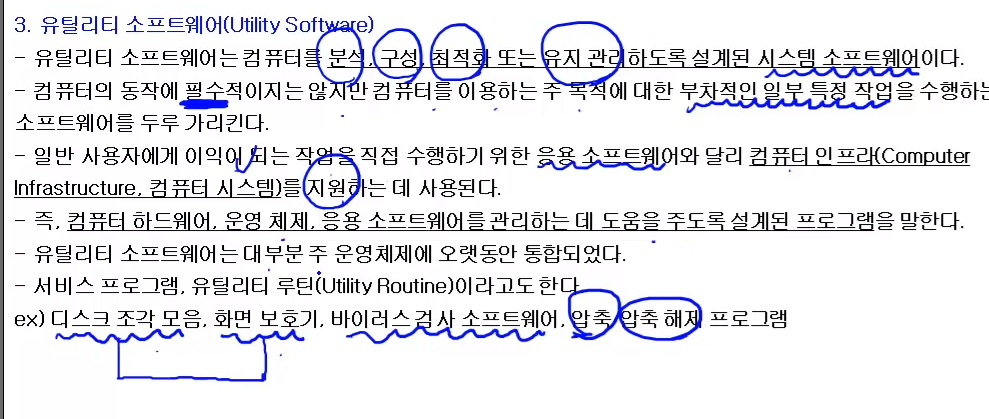 3. 유틸리티 소프트웨어(Utility Software)
- 유틸리티 소프트웨어는 컴퓨터를 분석, 구성, 최적화 또는 유지 관리하도록 설계된 시스템 소프트웨어이다.
- 컴퓨터의 동작에 필수적이지는 않지만 컴퓨터를 이용하는 주 목적에 대한 부차적인 일부 특정 작업을 수행하는
소프트웨어를 두루 가리킨다.
- 일반 사용자에게 이익이 되는 작업을 직접 수행하기 위한 응용 소프트웨어와 달리 컴퓨터 인프라(Computer
Infrastructure, 컴퓨터 시스템)를 지원하는 데 사용된다.
- 즉, 컴퓨터 하드웨어, 운영 체제, 응용 소프트웨어를 관리하는 데 도움을 주도록 설계된 프로그램을 말한다.
- 유틸리티 소프트웨어는 대부분 주 운영체제에 오랫동안 통합되었다.
- 서비스 프로그램, 유틸리티 루틴(Utility Routine)이라고도 한다
ex) 디스크 조각 모음, 화면 보호기, 바이러스 검사 소프트웨어, 압축 압축 해제 프로그램